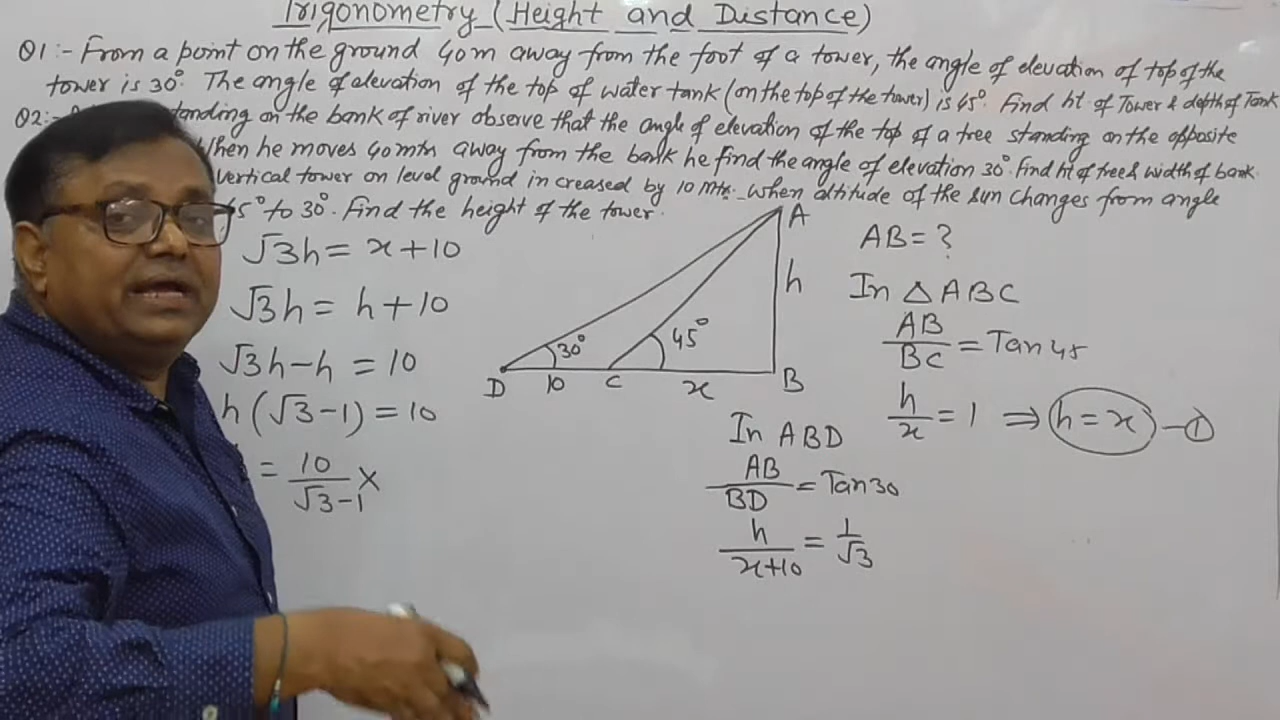 Trigonometry (Height and Distance)
Q1:- From a point on the ground 40m away from the foot of a tower, the angle of elevation of top of the
tower is 30°. The angle of elevation of the top of water tank (on the top of the tower) is 45°. Find ht of Tower & depth of Tank
Q2:- standing on the bank of river observe that the angle of elevation of the top of a tree standing on the opposite
When he moves 40mtr away from the bank he find the angle of elevation 30°. Find ht of tree & width of bank.
vertical tower on level ground increased by 10 mtr. when altitude of the sun changes from angle
45° to 30°. Find the height of the tower.
√3h = x+10
√3h = h+10
√3h-h = 10
h(√3-1) = 10
= 10/√3-1 ×
A
h
30°
45°
D
10
C
x
B
AB = ?
In △ABC
AB/BC = Tan45
h/x = 1 ⇒ h=x -①
In ABD
AB/BD = Tan30
h/x+10 = 1/√3